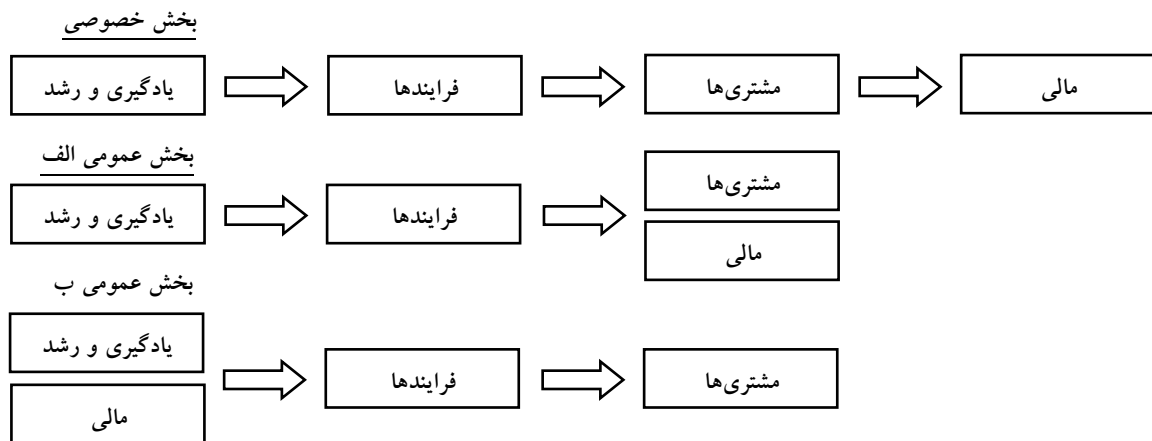 بخش خصوصی
یادگیری و رشد
فرایندها
مشتری‌ها
مالی
بخش عمومی الف
یادگیری و رشد
فرایندها
مشتری‌ها
مالی
بخش عمومی ب
یادگیری و رشد
مالی
فرایندها
مشتری‌ها